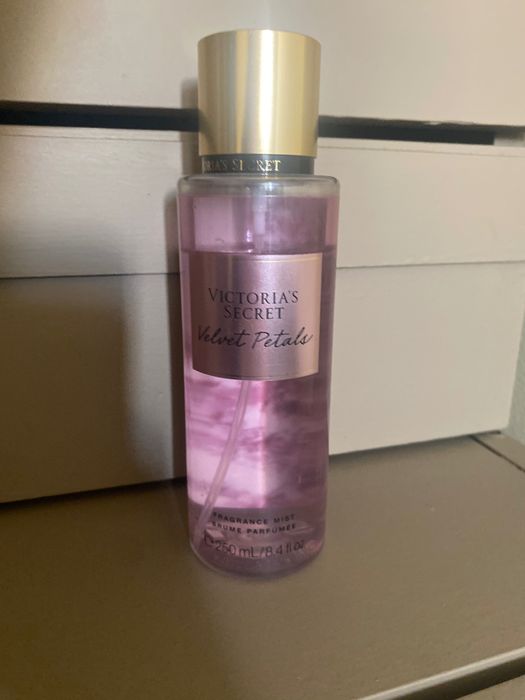 VICTORIA'S
SECRET
Velvet Petals
FRAGRANCE MIST
BRUME PARFUMÉE
250 mL/8.4 fl oz